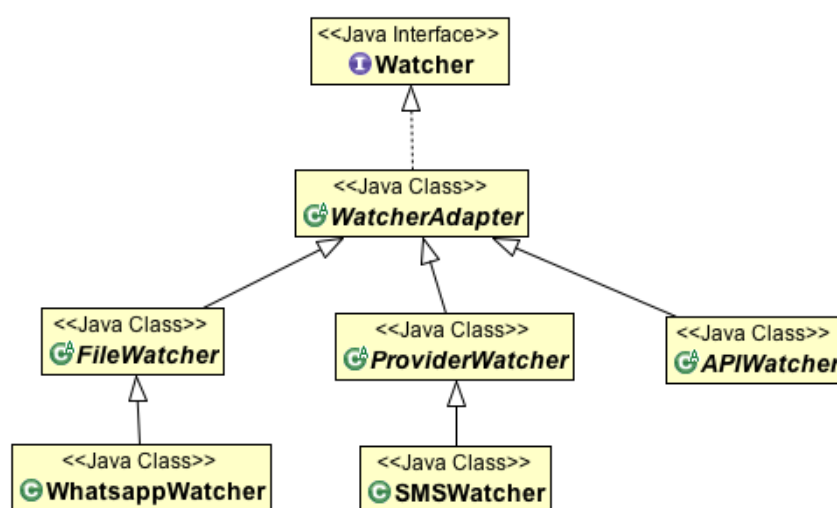 <<Java Interface>>
Watcher
<<Java Class>>
WatcherAdapter
<<Java Class>>
FileWatcher
<<Java Class>>
ProviderWatcher
<<Java Class>>
APIWatcher
<<Java Class>>
WhatsappWatcher
<<Java Class>>
SMSWatcher